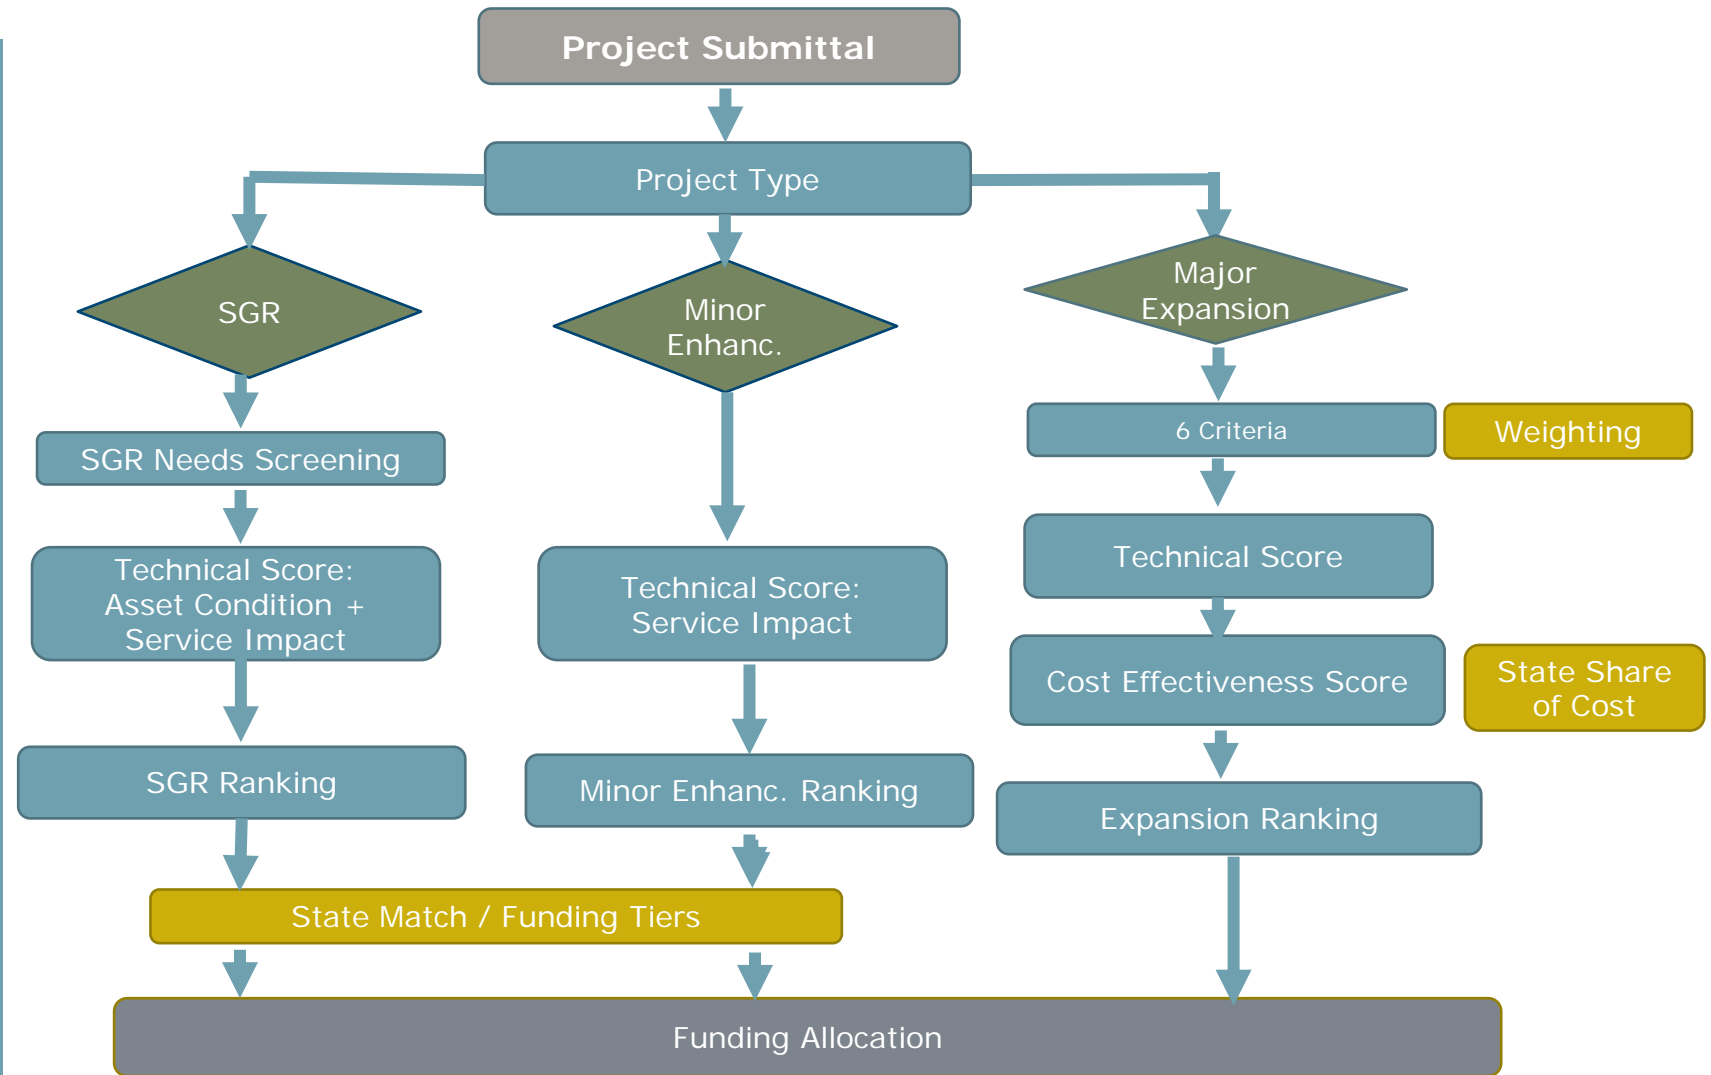 Project Submittal
Project Type
SGR
Minor
Enhanc.
Major
Expansion
SGR Needs Screening
6 Criteria
Weighting
Technical Score:
Asset Condition +
Service Impact
Technical Score:
Service Impact
Technical Score
Cost Effectiveness Score
State Share
of Cost
SGR Ranking
Minor Enhanc. Ranking
Expansion Ranking
State Match / Funding Tiers
Funding Allocation